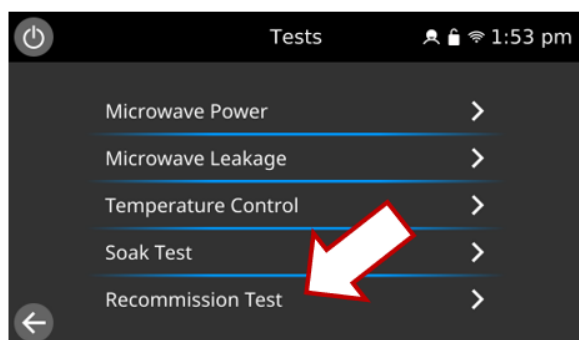 Tests 1:53 pm
Microwave Power
Microwave Leakage
Temperature Control
Soak Test
Recommission Test